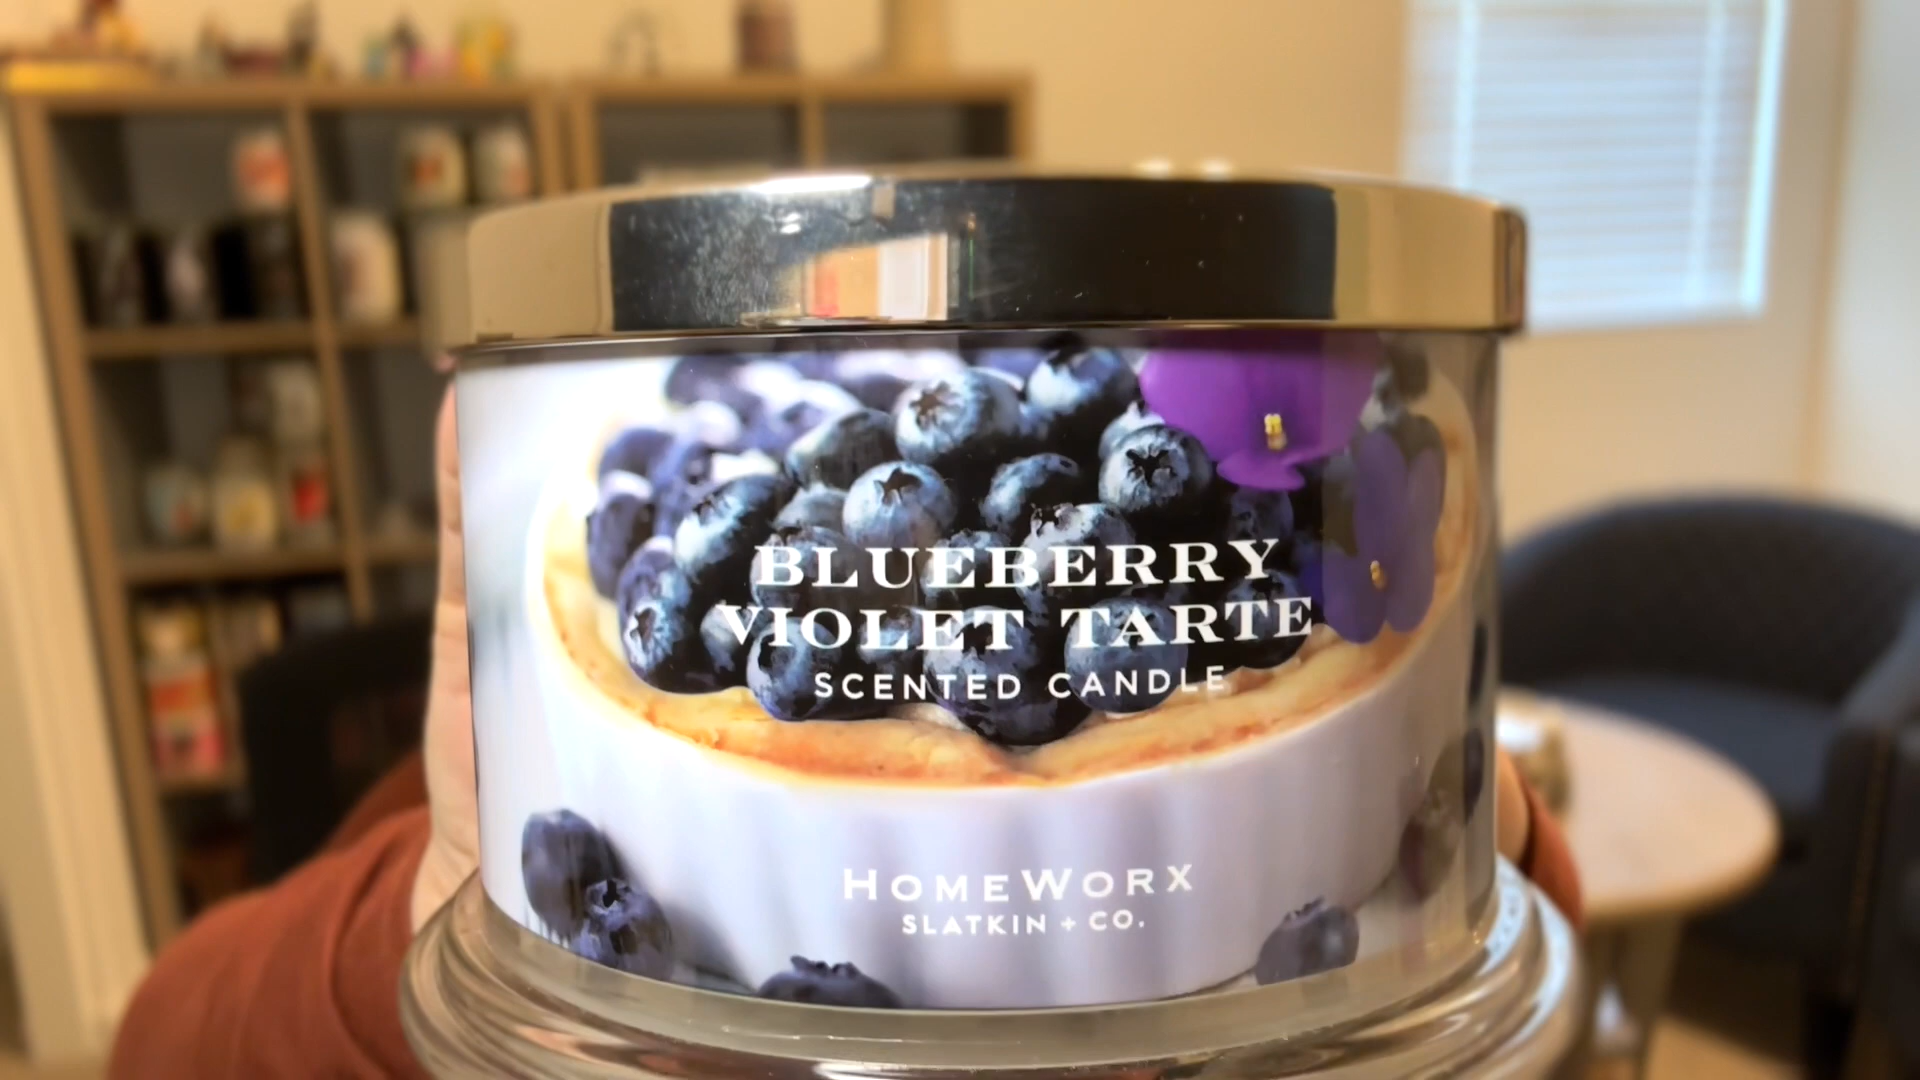 BLUEBERRY
VIOLET TARTE
SCENTED CANDLE
HOMEWORX
SLATKIN + CO.